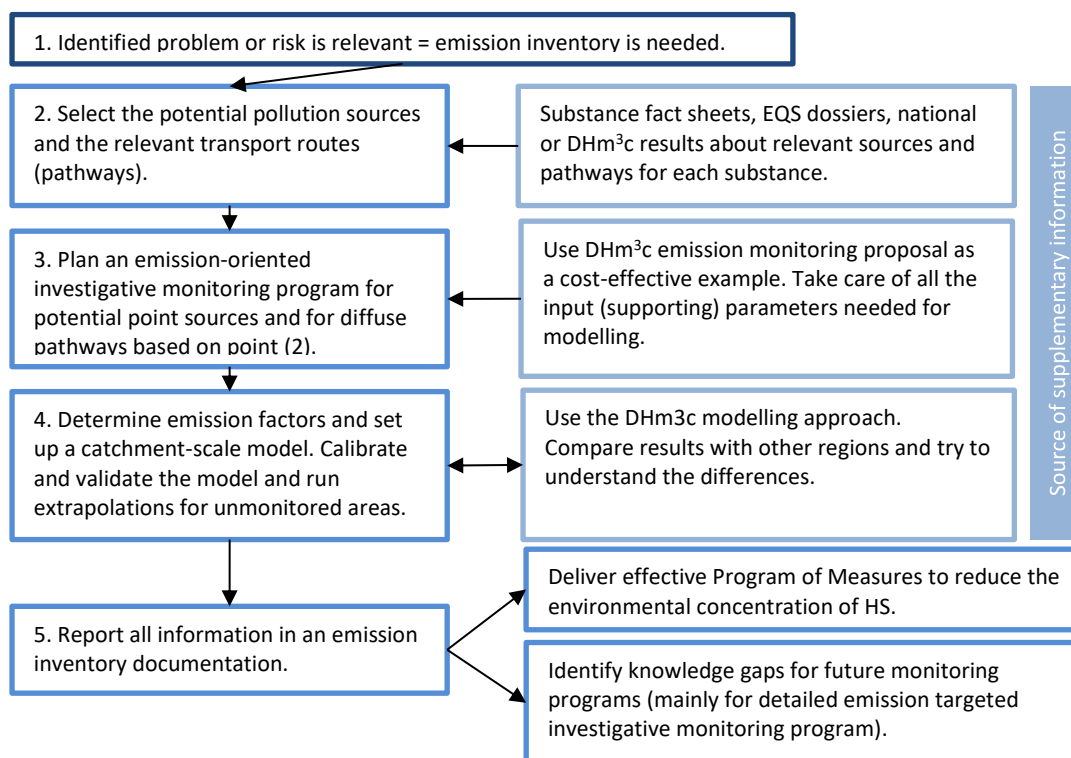 1. Identified problem or risk is relevant = emission inventory is needed.
2. Select the potential pollution sources
and the relevant transport routes
(pathways).
Substance fact sheets, EQS dossiers, national
or DHm³c results about relevant sources and
pathways for each substance.
3. Plan an emission-oriented
investigative monitoring program for
potential point sources and for diffuse
pathways based on point (2).
Use DHm³c emission monitoring proposal as
a cost-effective example. Take care of all the
input (supporting) parameters needed for
modelling.
4. Determine emission factors and set
up a catchment-scale model. Calibrate
and validate the model and run
extrapolations for unmonitored areas.
Use the DHm3c modelling approach.
Compare results with other regions and try to
understand the differences.
Source of supplementary information
5. Report all information in an emission
inventory documentation.
Deliver effective Program of Measures to reduce the
environmental concentration of HS.
Identify knowledge gaps for future monitoring
programs (mainly for detailed emission targeted
investigative monitoring program).